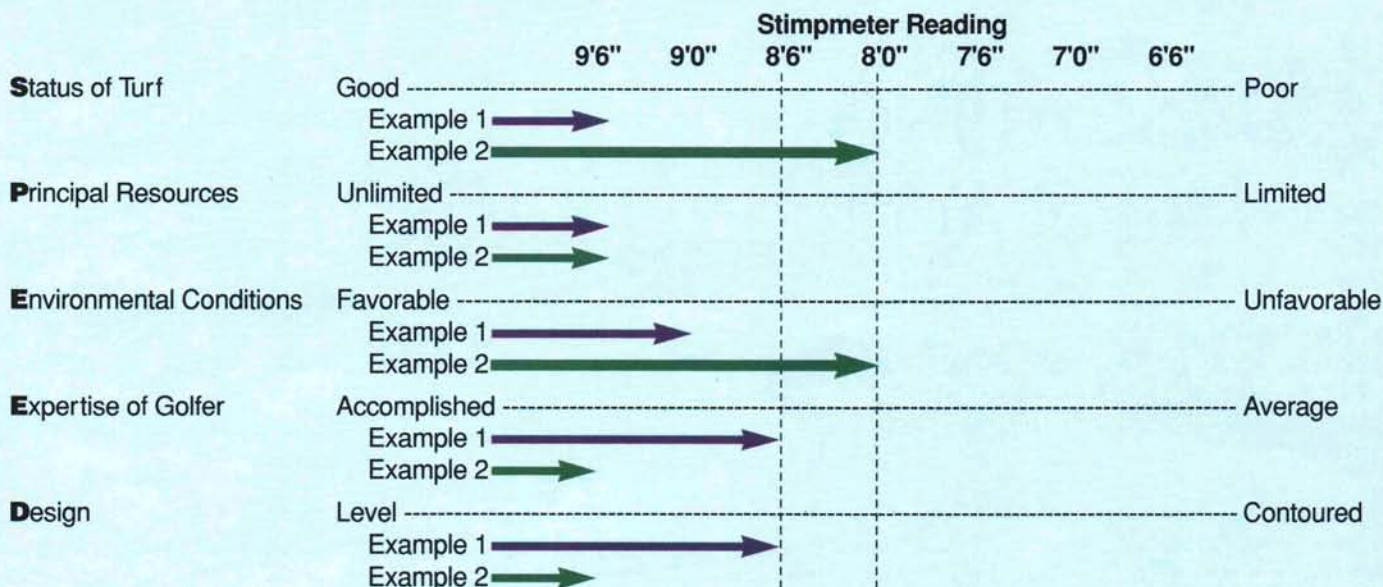 Stimpmeter Reading
9'6" 9'0" 8'6" 8'0" 7'6" 7'0" 6'6"
Status of Turf Good Poor
Example 1
Example 2
Principal Resources Unlimited Limited
Example 1
Example 2
Environmental Conditions Favorable Unfavorable
Example 1
Example 2
Expertise of Golfer Accomplished Average
Example 1
Example 2
Design Level Contoured
Example 1
Example 2